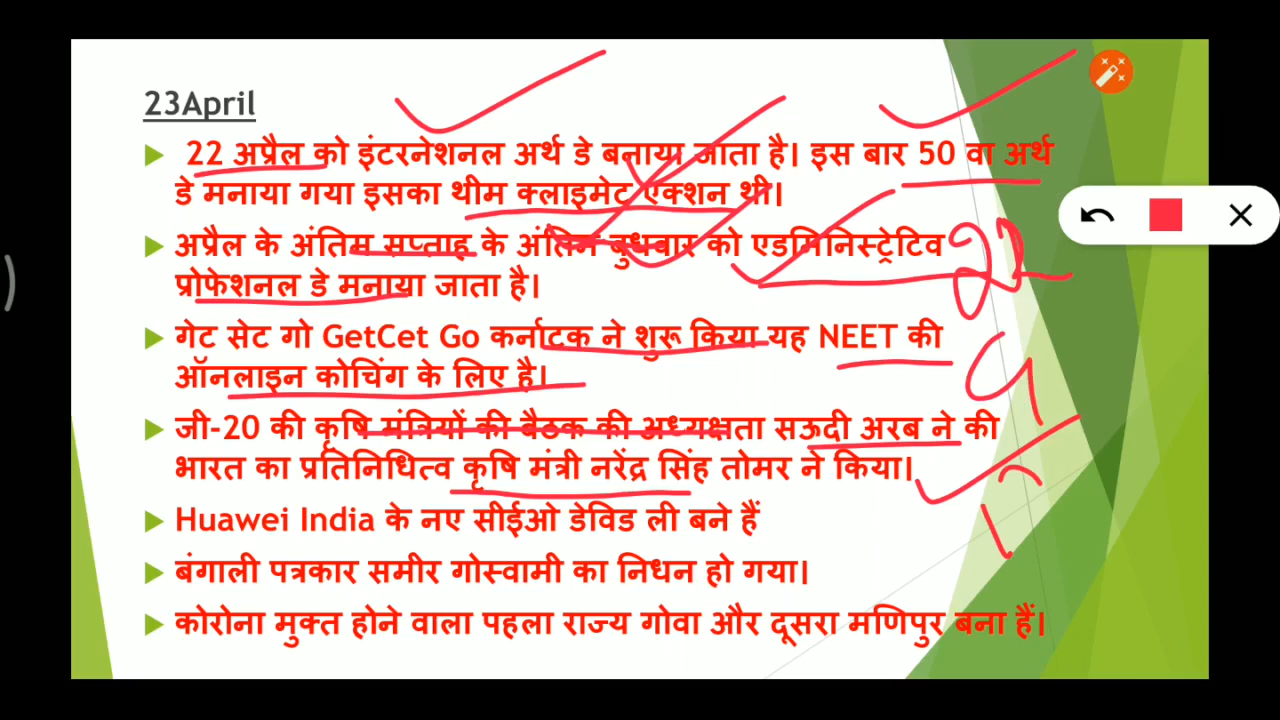 23April
22 अप्रैल को इंटरनेशनल अर्थ डे बनाया जाता है। इस बार 50 वा अर्थ
डे मनाया गया इसका थीम क्लाइमेट एक्शन थी।
अप्रैल के अंतिम सप्ताह के अंतिम बुधवार को एडमिनिस्ट्रेटिव
प्रोफेशनल डे मनाया जाता है।
गेट सेट गो GetCet Go कर्नाटक ने शुरू किया यह NEET की
ऑनलाइन कोचिंग के लिए है।
जी-20 की कृषि मंत्रियों की बैठक की अध्यक्षता सऊदी अरब ने की
भारत का प्रतिनिधित्व कृषि मंत्री नरेंद्र सिंह तोमर ने किया।
Huawei India के नए सीईओ डेविड ली बने हैं
बंगाली पत्रकार समीर गोस्वामी का निधन हो गया।
कोरोना मुक्त होने वाला पहला राज्य गोवा और दूसरा मणिपुर बना हैं।